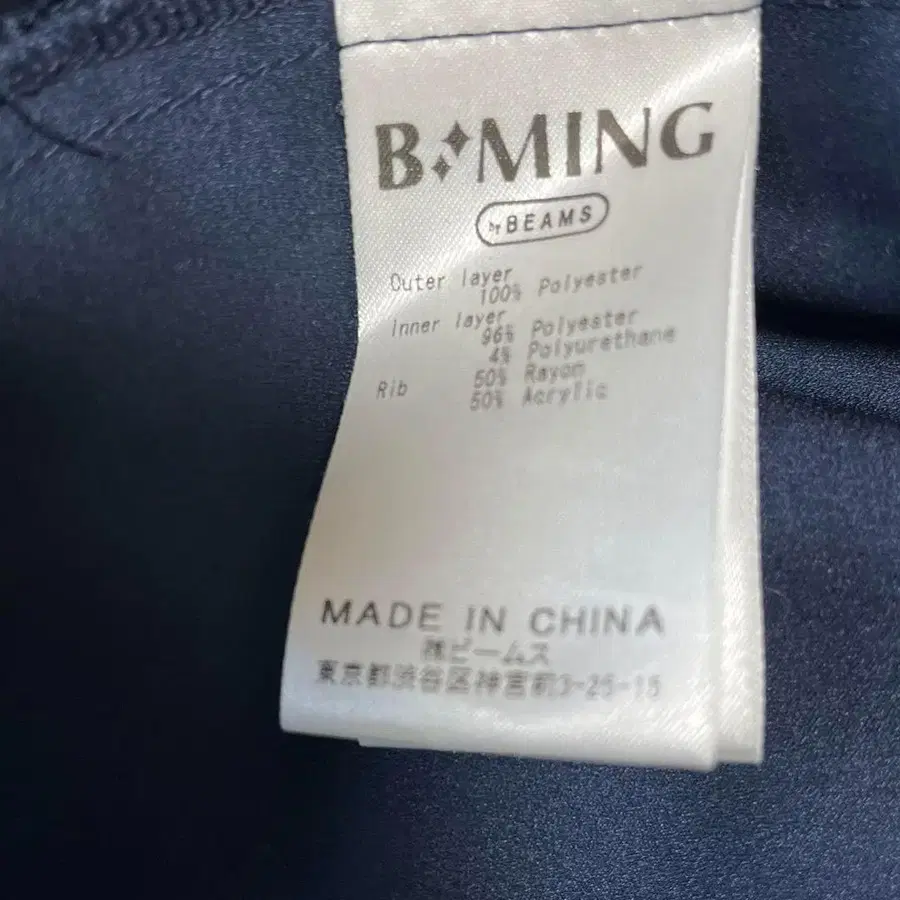 B MING
by BEAMS
Outer layer
100% Polyester
Inner layer
96% Polyester
4% Polyurethane
Rib 50% Rayon
50% Acrylic
MADE IN CHINA
㈱ビームス
東京都渋谷区神宮前3-25-15